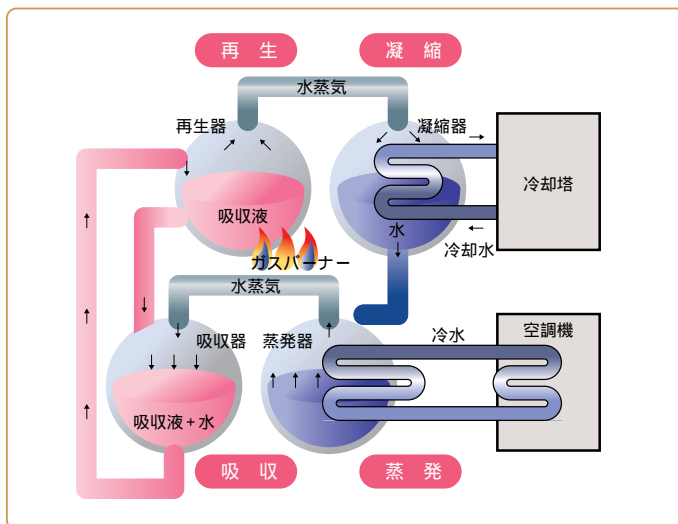 再 生
凝 縮
水蒸気
再生器
凝縮器
冷却塔
吸収液
水
冷却水
ガスバーナー
水蒸気
吸収器
蒸発器
冷水
空調機
吸収液+水
吸 収
蒸 発